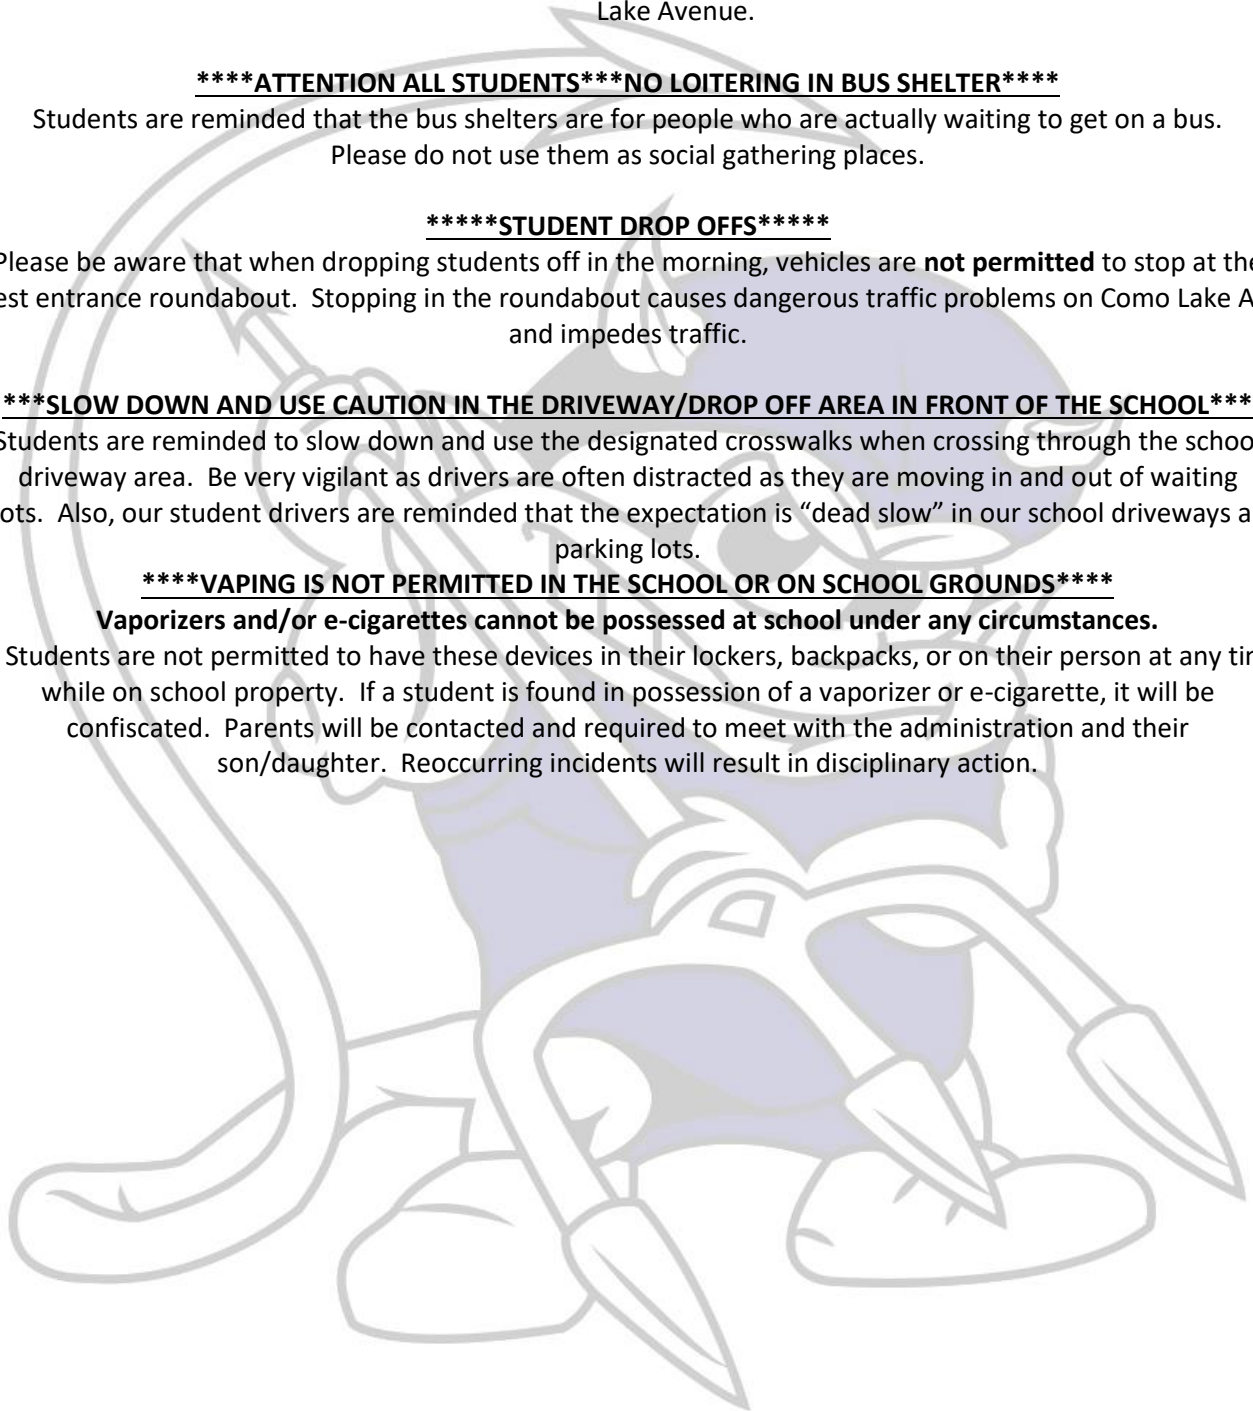 Lake Avenue.
****ATTENTION ALL STUDENTS***NO LOITERING IN BUS SHELTER****
Students are reminded that the bus shelters are for people who are actually waiting to get on a bus.
Please do not use them as social gathering places.
*****STUDENT DROP OFFS*****
Please be aware that when dropping students off in the morning, vehicles are not permitted to stop at the
est entrance roundabout.  Stopping in the roundabout causes dangerous traffic problems on Como Lake A
and impedes traffic.
***SLOW DOWN AND USE CAUTION IN THE DRIVEWAY/DROP OFF AREA IN FRONT OF THE SCHOOL***
Students are reminded to slow down and use the designated crosswalks when crossing through the schoo
driveway area.  Be very vigilant as drivers are often distracted as they are moving in and out of waiting
ots.  Also, our student drivers are reminded that the expectation is “dead slow” in our school driveways a
parking lots.
****VAPING IS NOT PERMITTED IN THE SCHOOL OR ON SCHOOL GROUNDS****
Vaporizers and/or e-cigarettes cannot be possessed at school under any circumstances.
Students are not permitted to have these devices in their lockers, backpacks, or on their person at any tir
while on school property.  If a student is found in possession of a vaporizer or e-cigarette, it will be
confiscated.  Parents will be contacted and required to meet with the administration and their
son/daughter.  Reoccurring incidents will result in disciplinary action.